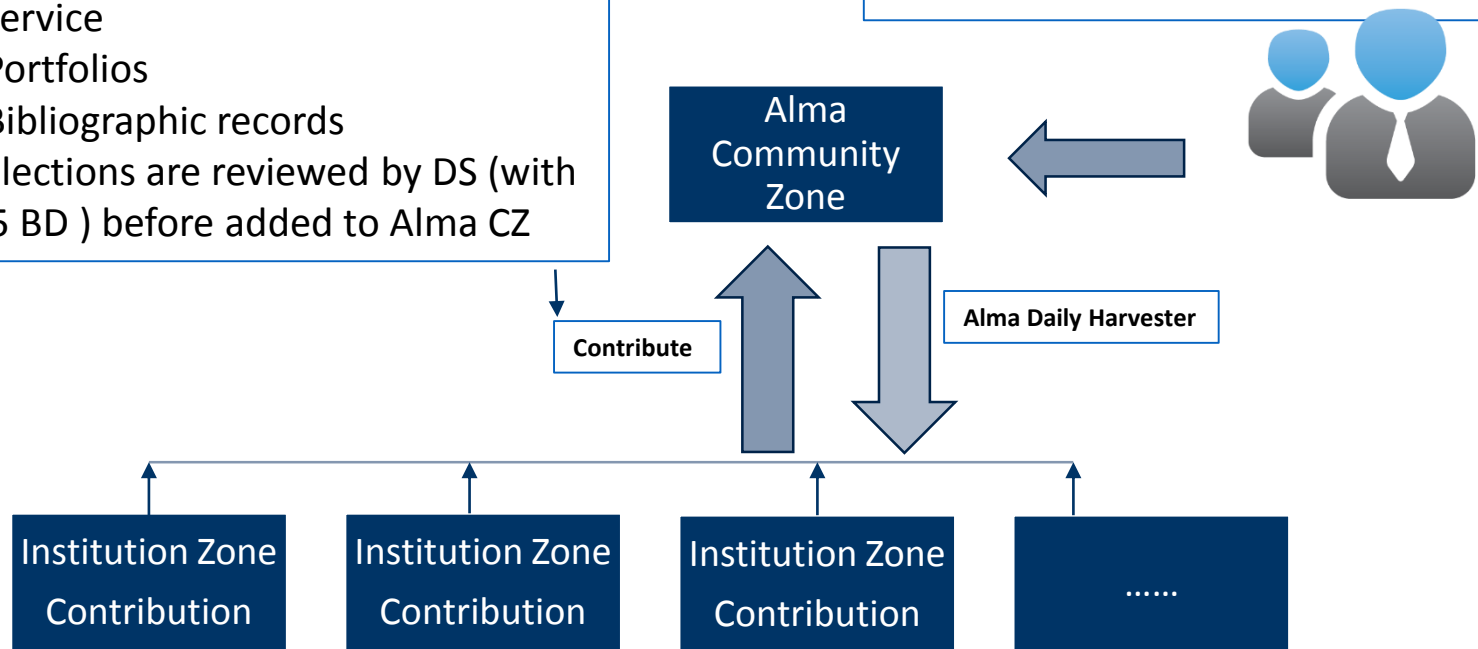 ervice
Portfolios
Bibliographic records
lections are reviewed by DS (with
5 BD ) before added to Alma CZ
Alma
Community
Zone
Contribute
Alma Daily Harvester
Institution Zone
Contribution
Institution Zone
Contribution
Institution Zone
Contribution
……